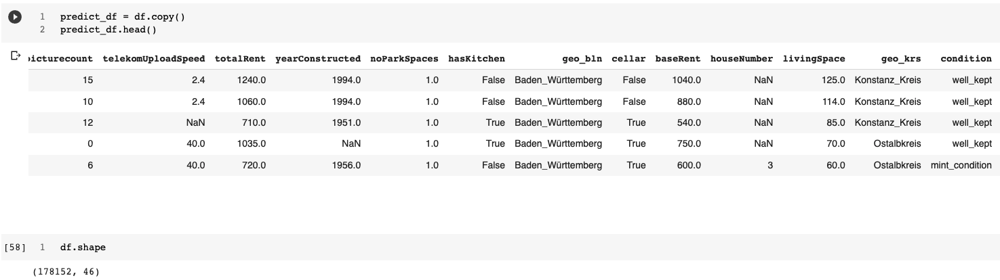 1 predict_df = df.copy()
2 predict_df.head()
picturecount telekomUploadSpeed totalRent yearConstructed noParkSpaces hasKitchen geo_bln cellar baseRent houseNumber livingSpace geo_krs condition
15 2.4 1240.0 1994.0 1.0 False Baden_Württemberg False 1040.0 NaN 125.0 Konstanz_Kreis well_kept
10 2.4 1060.0 1994.0 1.0 False Baden_Württemberg False 880.0 NaN 114.0 Konstanz_Kreis well_kept
12 NaN 710.0 1951.0 1.0 True Baden_Württemberg True 540.0 NaN 85.0 Konstanz_Kreis well_kept
0 40.0 1035.0 NaN 1.0 True Baden_Württemberg True 750.0 NaN 70.0 Ostalbkreis well_kept
6 40.0 720.0 1956.0 1.0 False Baden_Württemberg True 600.0 3 60.0 Ostalbkreis mint_condition
[58] 1 df.shape
(178152, 46)